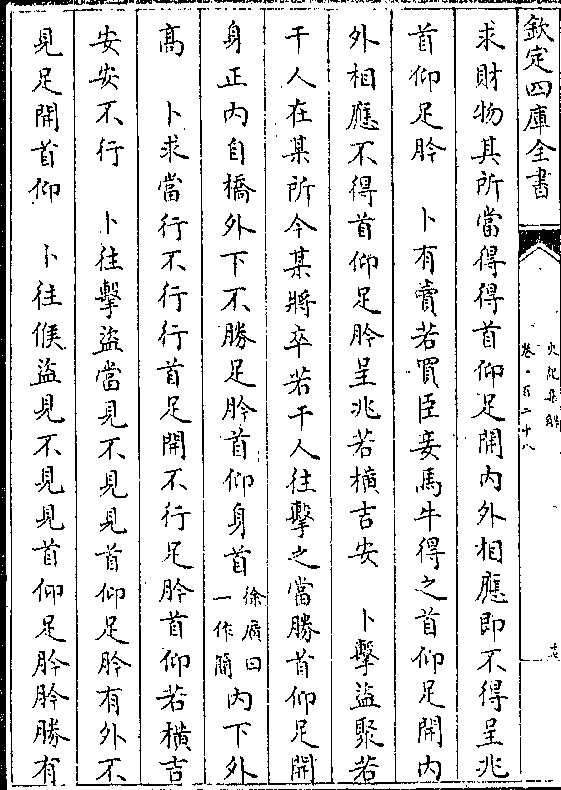 欽定四庫全書
史記集解
卷一百二十八
十七
求財物其所當得得首仰足開内外相應即不得呈兆
首仰足肣　卜有賣若買臣妾馬牛得之首仰足開内
外相應不得首仰足肣呈兆若橫吉安　卜擊盜聚若
干人在某所今某將卒若干人往擊之當勝首仰足開
身正内自橋外下不勝足肣首仰身首徐廣曰一作簡内下外
高　卜求當行不行行首足開不行足肣首仰若橫吉
安安不行　卜往擊盜當見不見見首仰足肣有外不
見足開首仰　卜往候盜見不見見首仰足肣肣勝有